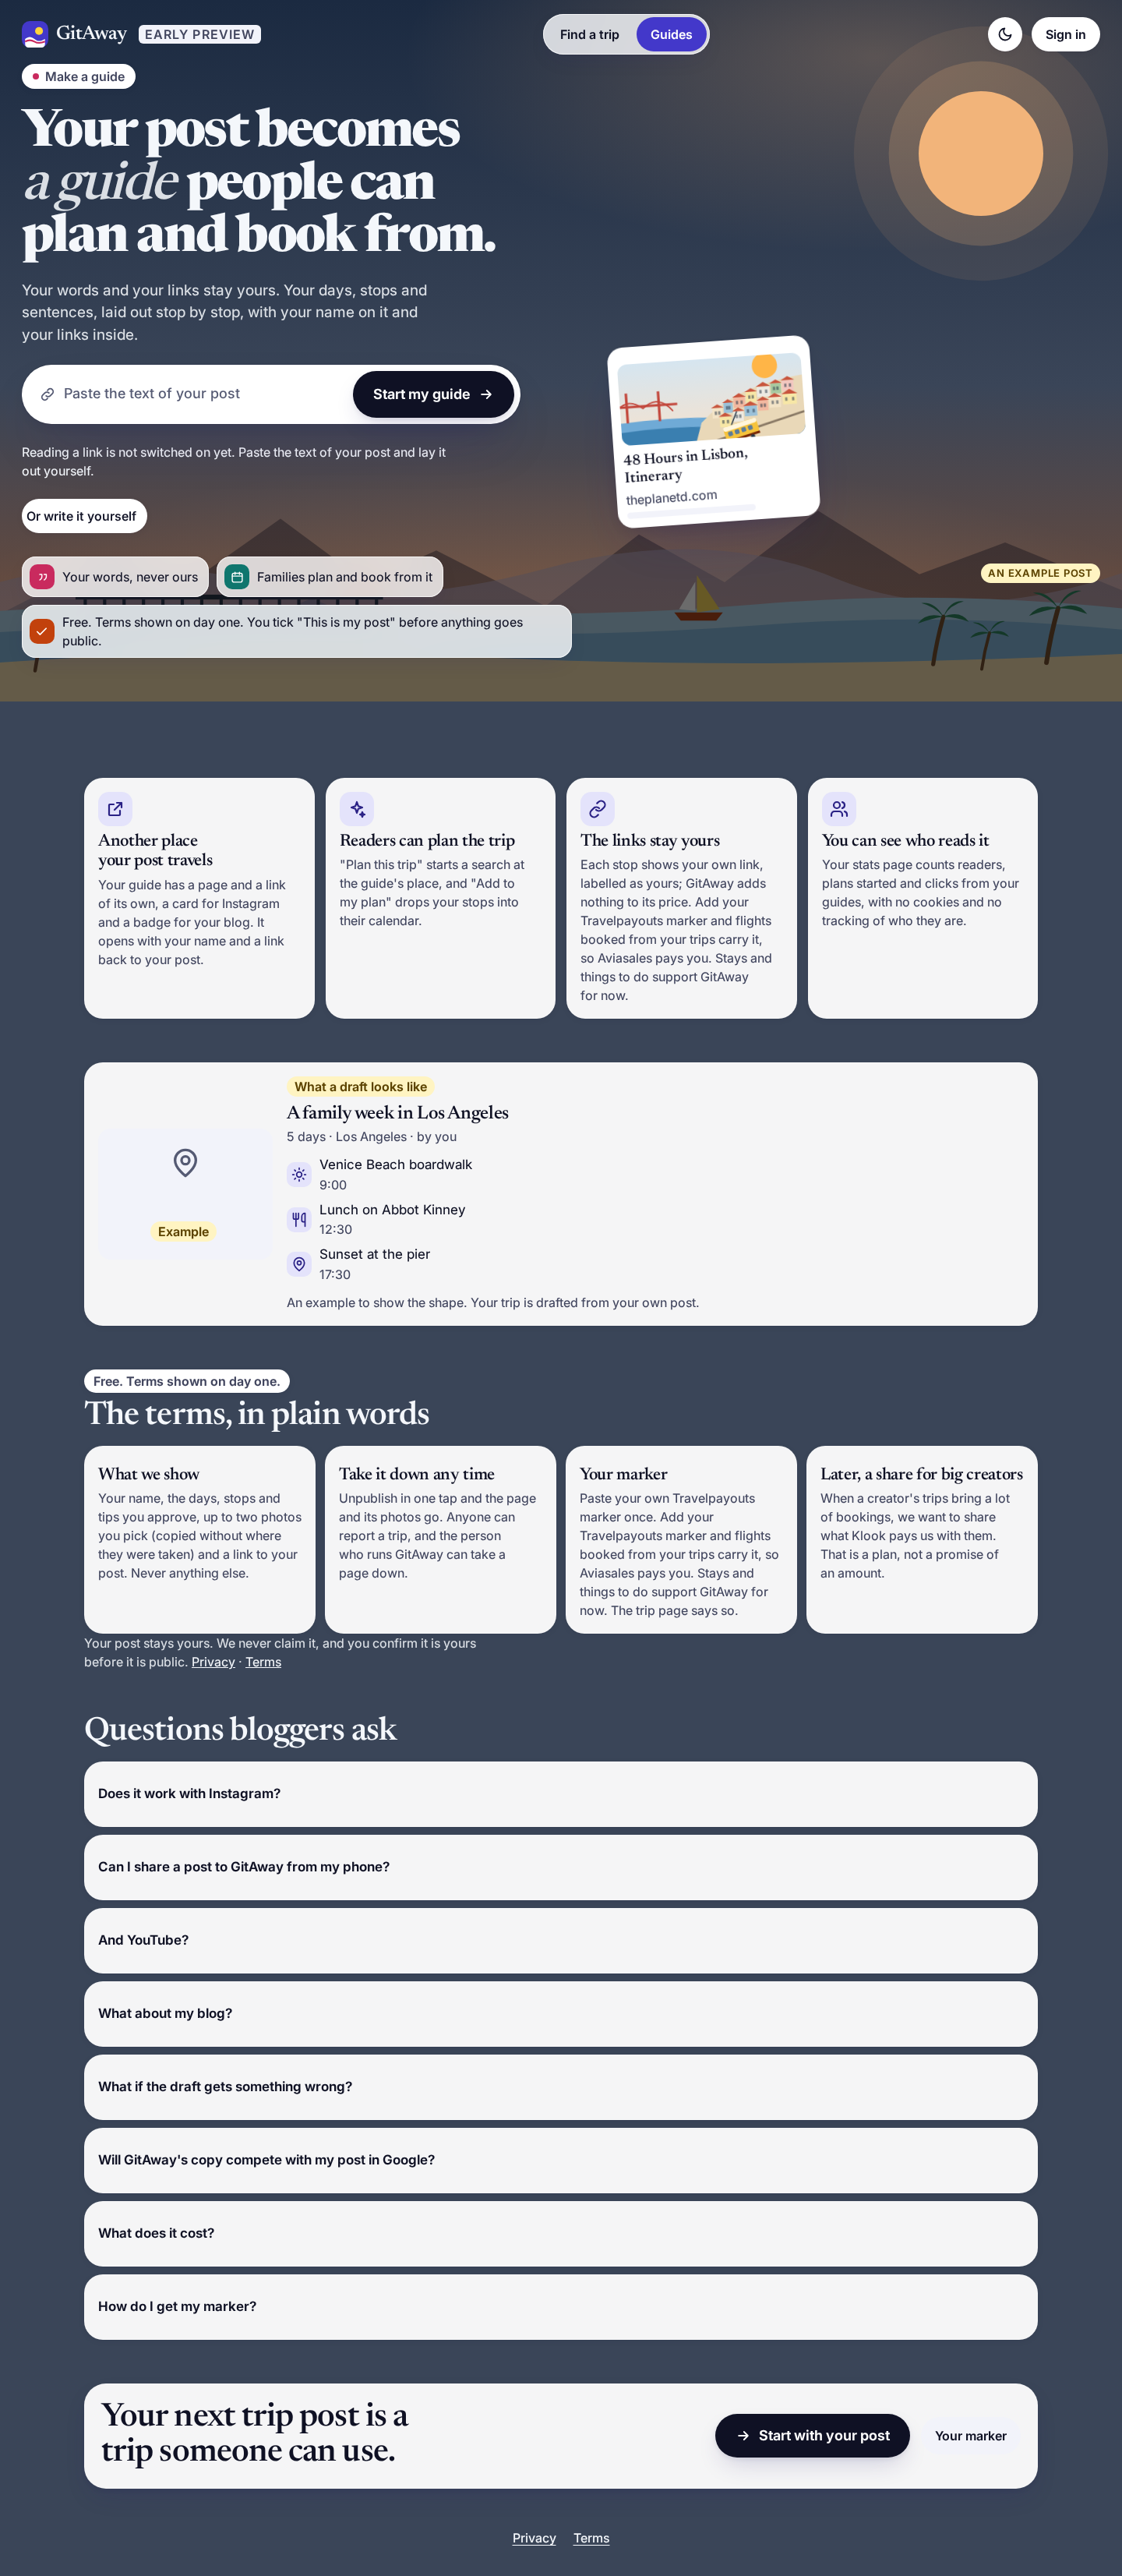 GitAway
EARLY PREVIEW
Find a trip
Guides
Sign in
Make a guide
Your post becomes
a guide people can
plan and book from.
Your words and your links stay yours. Your days, stops and
sentences, laid out stop by stop, with your name on it and
your links inside.
Paste the text of your post
Start my guide
Reading a link is not switched on yet. Paste the text of your post and lay it
out yourself.
Or write it yourself
48 Hours in Lisbon,
Itinerary
theplanetd.com
AN EXAMPLE POST
Your words, never ours
Families plan and book from it
Free. Terms shown on day one. You tick "This is my post" before anything goes
public.
Another place
your post travels
Your guide has a page and a link
of its own, a card for Instagram
and a badge for your blog. It
opens with your name and a link
back to your post.
Readers can plan the trip
"Plan this trip" starts a search at
the guide's place, and "Add to
my plan" drops your stops into
their calendar.
The links stay yours
Each stop shows your own link,
labelled as yours; GitAway adds
nothing to its price. Add your
Travelpayouts marker and flights
booked from your trips carry it,
so Aviasales pays you. Stays and
things to do support GitAway
for now.
You can see who reads it
Your stats page counts readers,
plans started and clicks from your
guides, with no cookies and no
tracking of who they are.
Example
What a draft looks like
A family week in Los Angeles
5 days · Los Angeles · by you
Venice Beach boardwalk
9:00
Lunch on Abbot Kinney
12:30
Sunset at the pier
17:30
An example to show the shape. Your trip is drafted from your own post.
Free. Terms shown on day one.
The terms, in plain words
What we show
Your name, the days, stops and
tips you approve, up to two photos
you pick (copied without where
they were taken) and a link to your
post. Never anything else.
Take it down any time
Unpublish in one tap and the page
and its photos go. Anyone can
report a trip, and the person
who runs GitAway can take a
page down.
Your marker
Paste your own Travelpayouts
marker once. Add your
Travelpayouts marker and flights
booked from your trips carry it, so
Aviasales pays you. Stays and
things to do support GitAway for
now. The trip page says so.
Later, a share for big creators
When a creator's trips bring a lot
of bookings, we want to share
what Klook pays us with them.
That is a plan, not a promise of
an amount.
Your post stays yours. We never claim it, and you confirm it is yours
before it is public. Privacy · Terms
Questions bloggers ask
Does it work with Instagram?
Can I share a post to GitAway from my phone?
And YouTube?
What about my blog?
What if the draft gets something wrong?
Will GitAway's copy compete with my post in Google?
What does it cost?
How do I get my marker?
Your next trip post is a
trip someone can use.
Start with your post
Your marker
Privacy
Terms